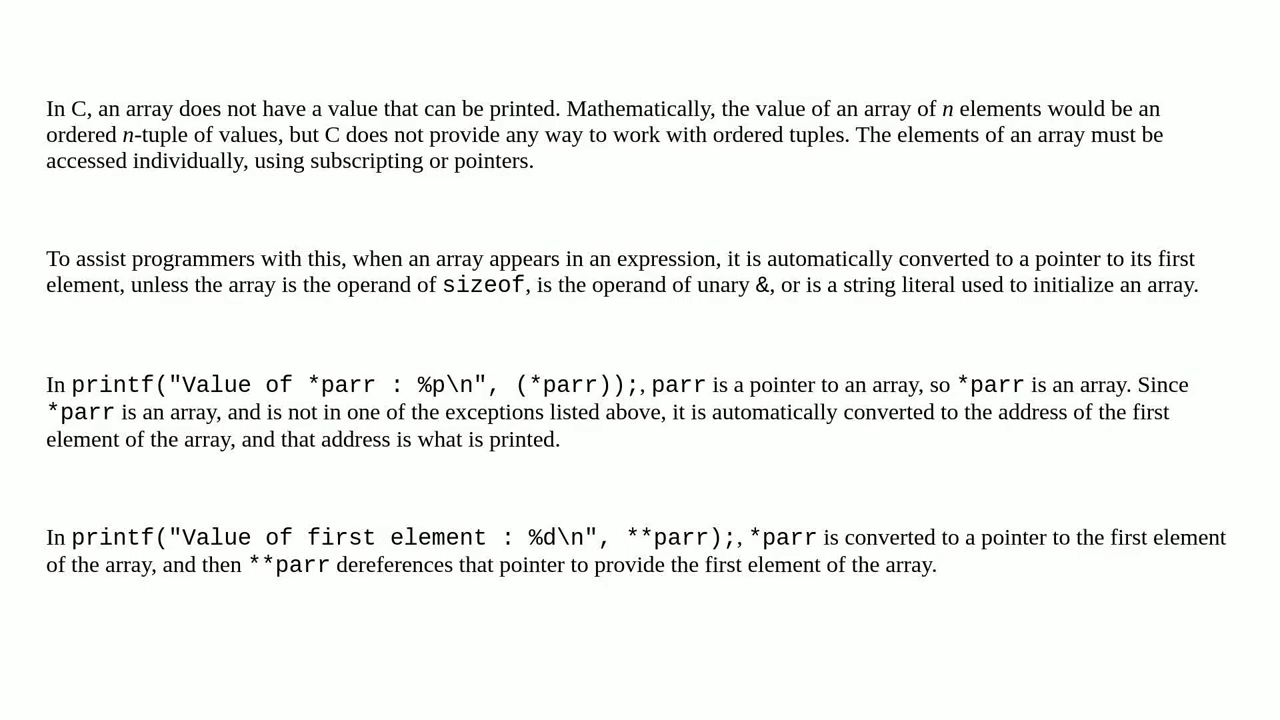 In C, an array does not have a value that can be printed. Mathematically, the value of an array of n elements would be an
ordered n-tuple of values, but C does not provide any way to work with ordered tuples. The elements of an array must be
accessed individually, using subscripting or pointers.
To assist programmers with this, when an array appears in an expression, it is automatically converted to a pointer to its first
element, unless the array is the operand of sizeof, is the operand of unary &, or is a string literal used to initialize an array.
In printf("Value of *parr : %p\n", (*parr));, parr is a pointer to an array, so *parr is an array. Since
*parr is an array, and is not in one of the exceptions listed above, it is automatically converted to the address of the first
element of the array, and that address is what is printed.
In printf("Value of first element : %d\n", **parr);, *parr is converted to a pointer to the first element
of the array, and then **parr dereferences that pointer to provide the first element of the array.